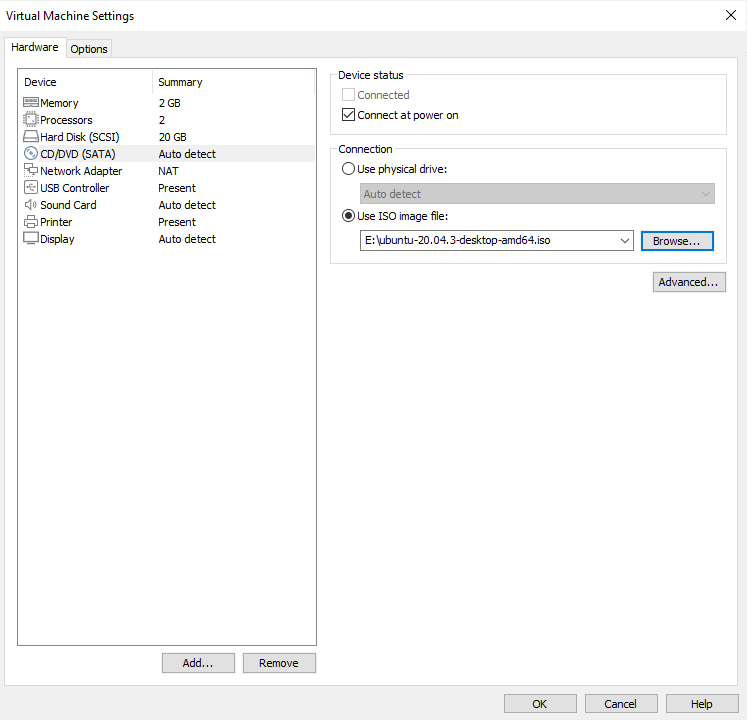 Virtual Machine Settings
Hardware Options
Device Summary
Memory 2 GB
Processors 2
Hard Disk (SCSI) 20 GB
CD/DVD (SATA) Auto detect
Network Adapter NAT
USB Controller Present
Sound Card Auto detect
Printer Present
Display Auto detect
Add... Remove
Device status
Connected
Connect at power on
Connection
Use physical drive:
Auto detect
Use ISO image file:
E:\ubuntu-20.04.3-desktop-amd64.iso Browse...
Advanced...
OK Cancel Help